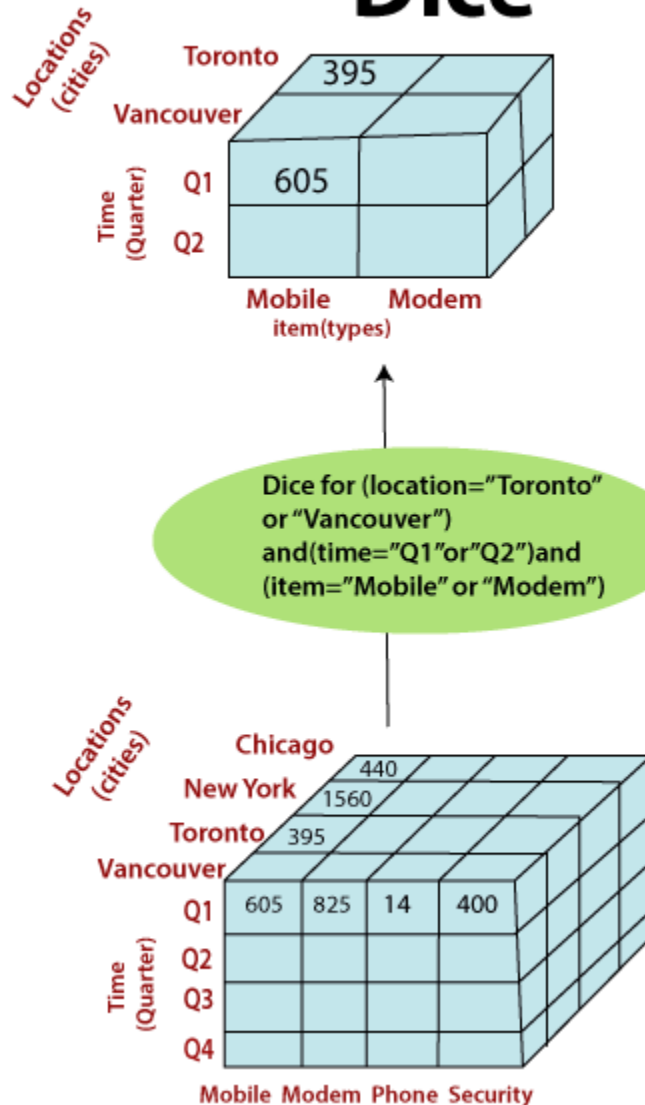 Dice
Locations
(cities)
Toronto
395
Vancouver
Time
(Quarter)
Q1
605
Q2
Mobile Modem
item(types)
Dice for (location="Toronto"
or "Vancouver")
and(time="Q1"or"Q2")and
(item="Mobile" or "Modem")
Locations
(cities)
Chicago
440
New York
1560
Toronto
395
Vancouver
Time
(Quarter)
Q1 605 825 14 400
Q2
Q3
Q4
Mobile Modem Phone Security